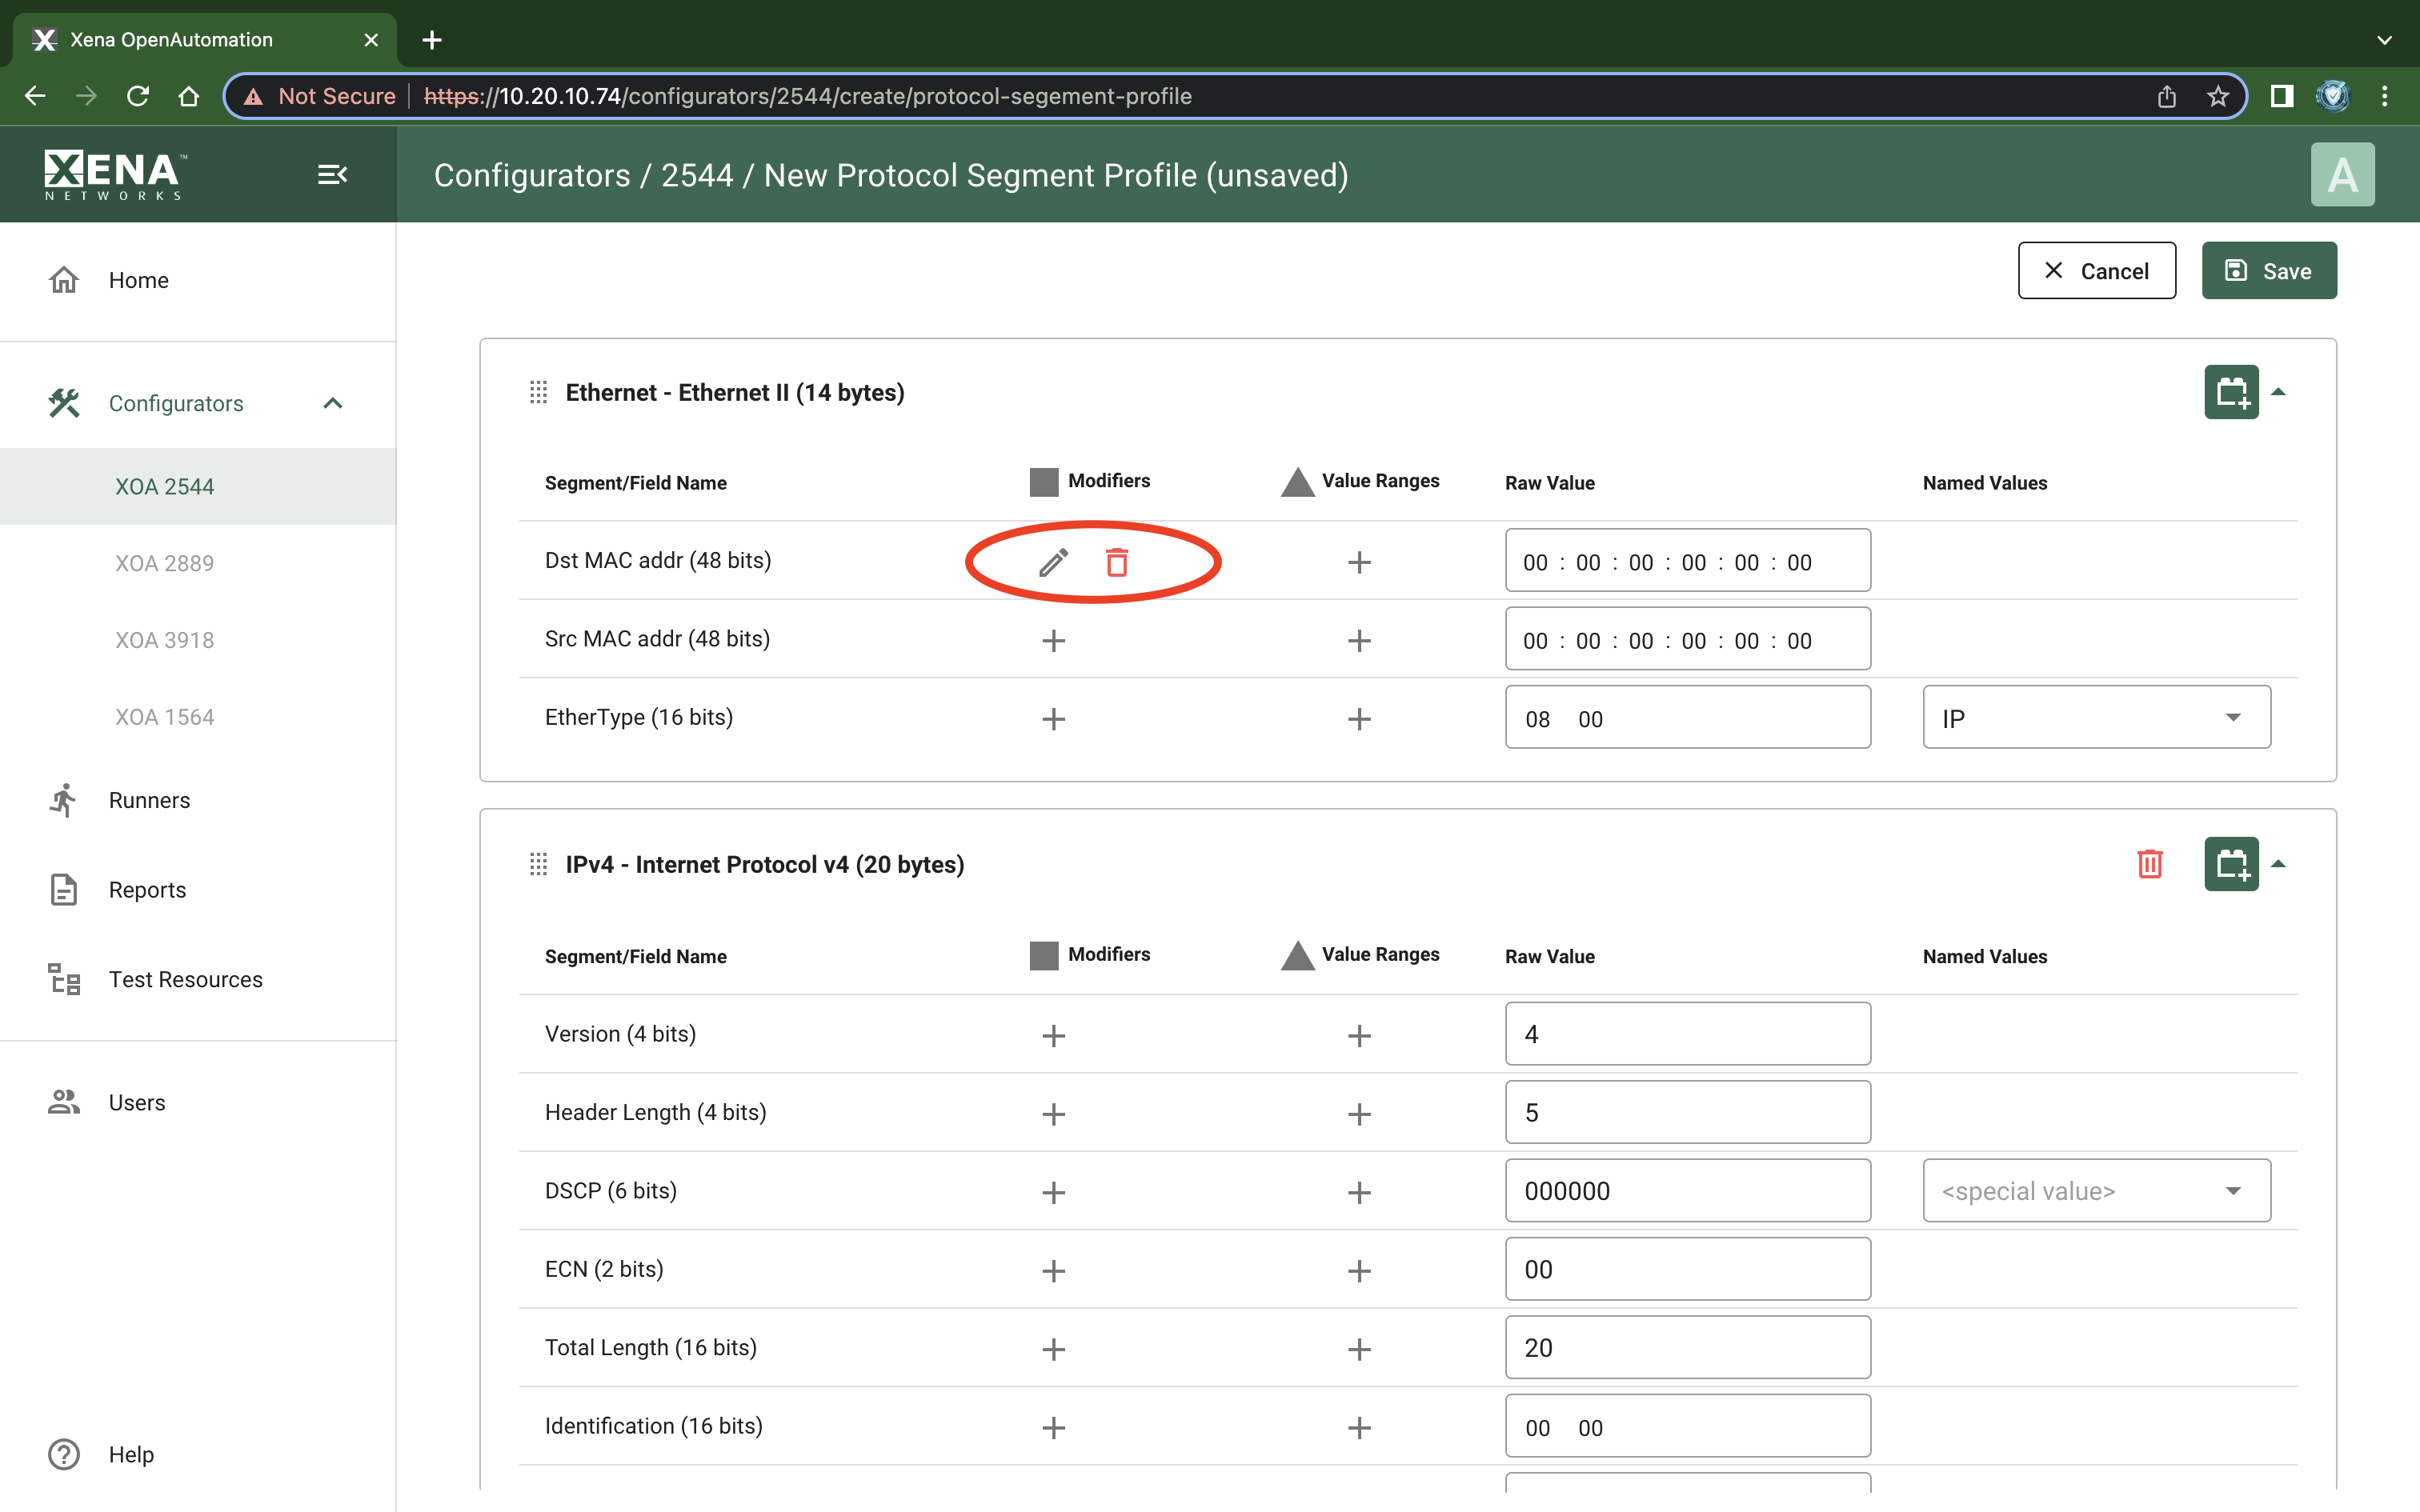 Xena OpenAutomation
Not Secure https://10.20.10.74/configurators/2544/create/protocol-segement-profile
XENA™
NETWORKS
Configurators / 2544 / New Protocol Segment Profile (unsaved)
A
Home
Configurators
XOA 2544
XOA 2889
XOA 3918
XOA 1564
Runners
Reports
Test Resources
Users
Help
Cancel
Save
Ethernet - Ethernet II (14 bytes)
Segment/Field Name Modifiers Value Ranges Raw Value Named Values
Dst MAC addr (48 bits) 00 : 00 : 00 : 00 : 00 : 00
Src MAC addr (48 bits) 00 : 00 : 00 : 00 : 00 : 00
EtherType (16 bits) 08 00 IP
IPv4 - Internet Protocol v4 (20 bytes)
Segment/Field Name Modifiers Value Ranges Raw Value Named Values
Version (4 bits) 4
Header Length (4 bits) 5
DSCP (6 bits) 000000 <special value>
ECN (2 bits) 00
Total Length (16 bits) 20
Identification (16 bits) 00 00